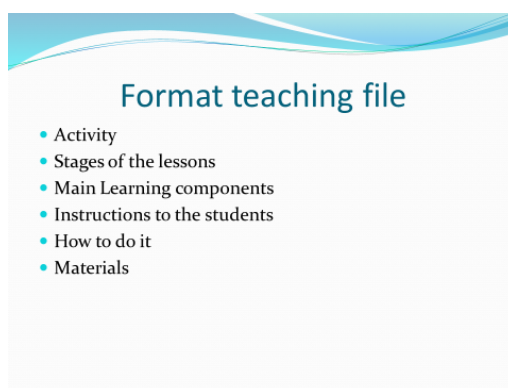 Format teaching file
Activity
Stages of the lessons
Main Learning components
Instructions to the students
How to do it
Materials